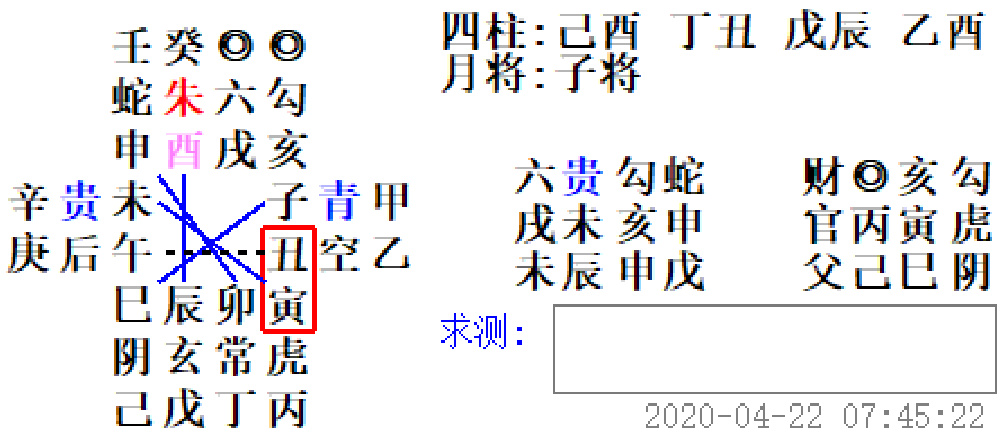 壬癸◎◎
蛇朱六勾
申酉戌亥
辛贵未 子青甲
庚后午 丑空乙
巳辰卯寅
阴玄常虎
己戊丁丙
四柱:己酉 丁丑 戊辰 乙酉
月将:子将
六贵勾蛇 财◎亥勾
戌未亥申 官丙寅虎
未辰申戊 父己巳阴
求测:
2020-04-22 07:45:22